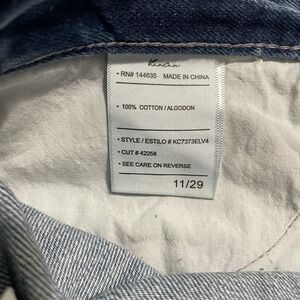 KanCan
• RN# 144635 MADE IN CHINA
• 100% COTTON / ALGODON
• STYLE / ESTILO # KC7373ELV4
• CUT # 42258
• SEE CARE ON REVERSE
11/29